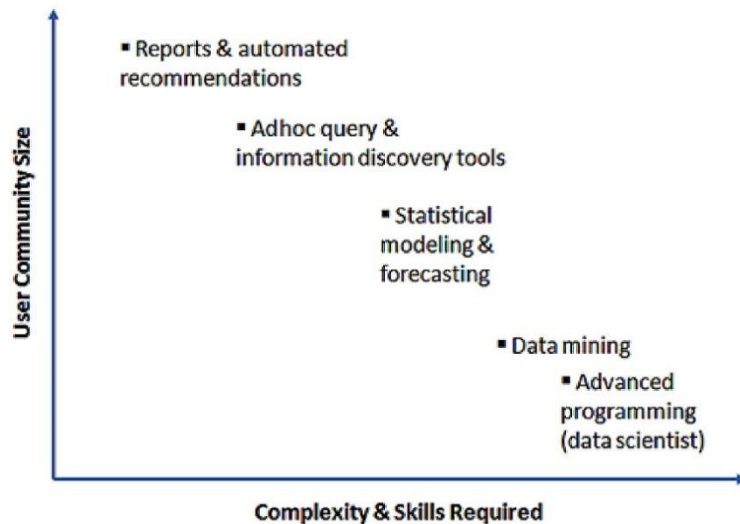 ▪ Reports & automated
recommendations
▪ Adhoc query &
information discovery tools
▪ Statistical
modeling &
forecasting
▪ Data mining
▪ Advanced
programming
(data scientist)
User Community Size
Complexity & Skills Required